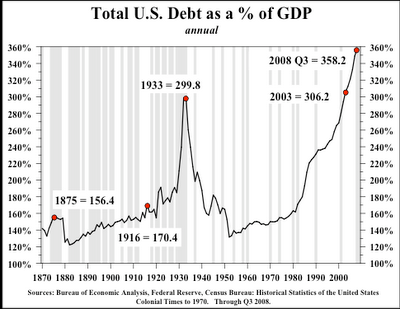 Total U.S. Debt as a % of GDP
annual
360%
340%
320%
300%
280%
260%
240%
220%
200%
180%
160%
140%
120%
100%
2008 Q3 = 358.2
1933 = 299.8
2003 = 306.2
1875 = 156.4
1916 = 170.4
360%
340%
320%
300%
280%
260%
240%
220%
200%
180%
160%
140%
120%
100%
1870 1880 1890 1900 1910 1920 1930 1940 1950 1960 1970 1980 1990 2000
Sources: Bureau of Economic Analysis, Federal Reserve, Census Bureau: Historical Statistics of the United States
Colonial Times to 1970. Through Q3 2008.